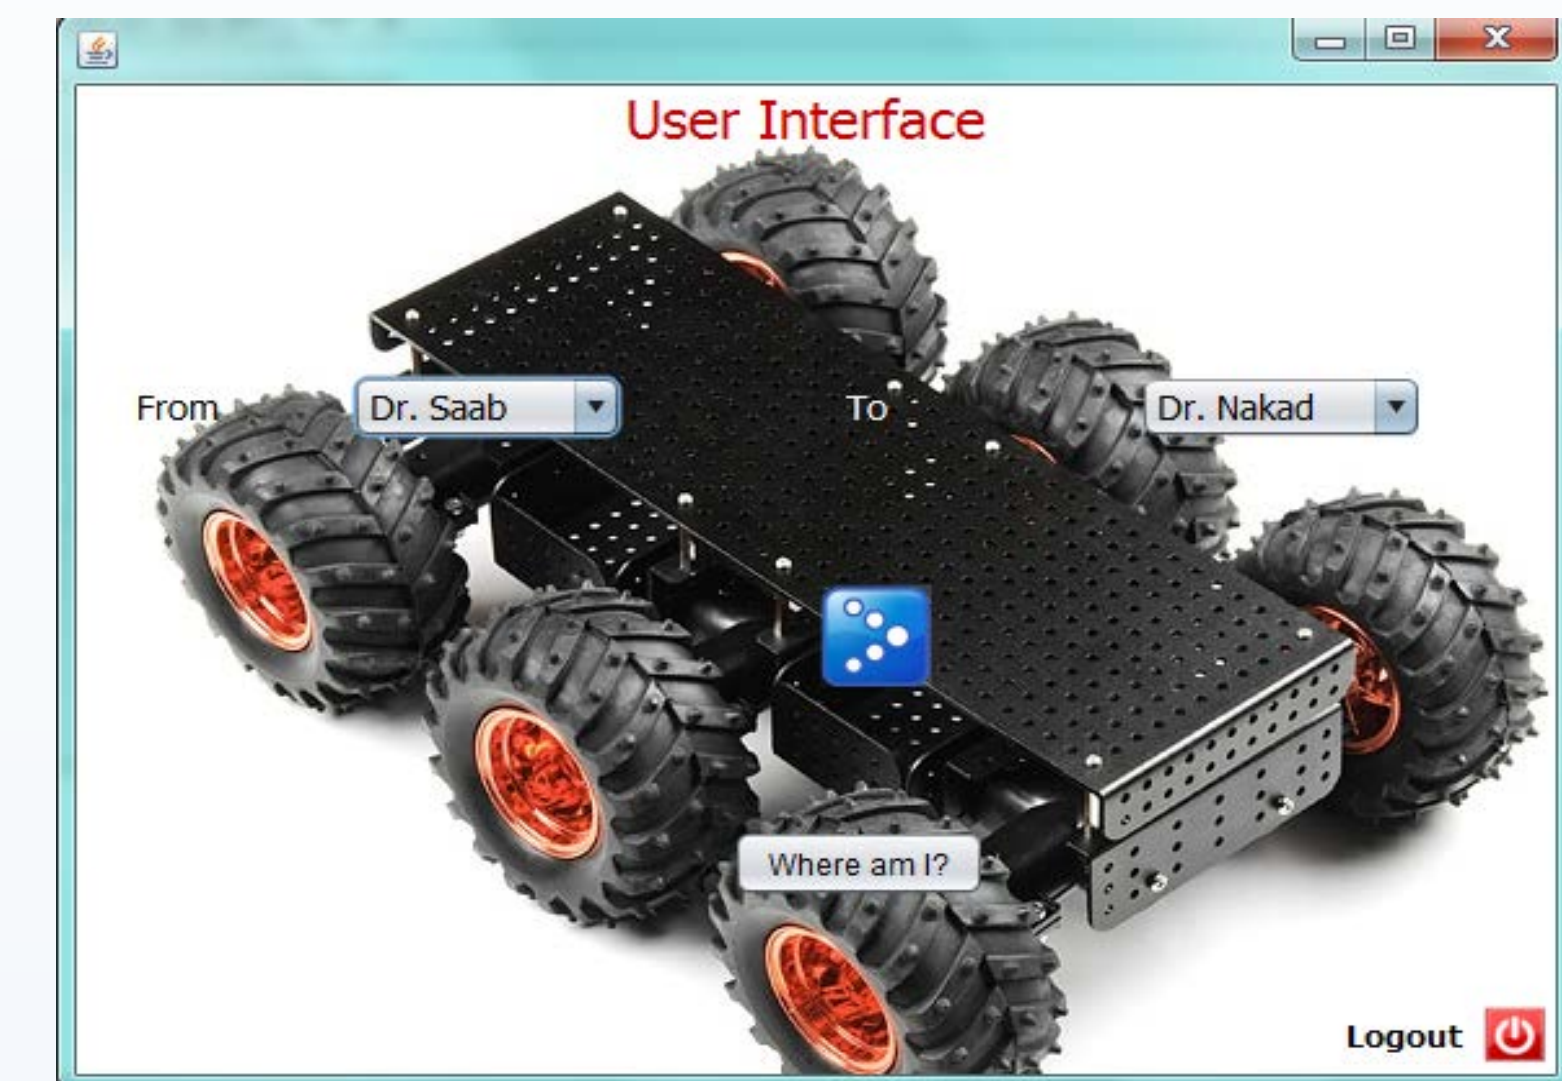 User Interface
From Dr. Saab To Dr. Nakad
Where am I?
Logout